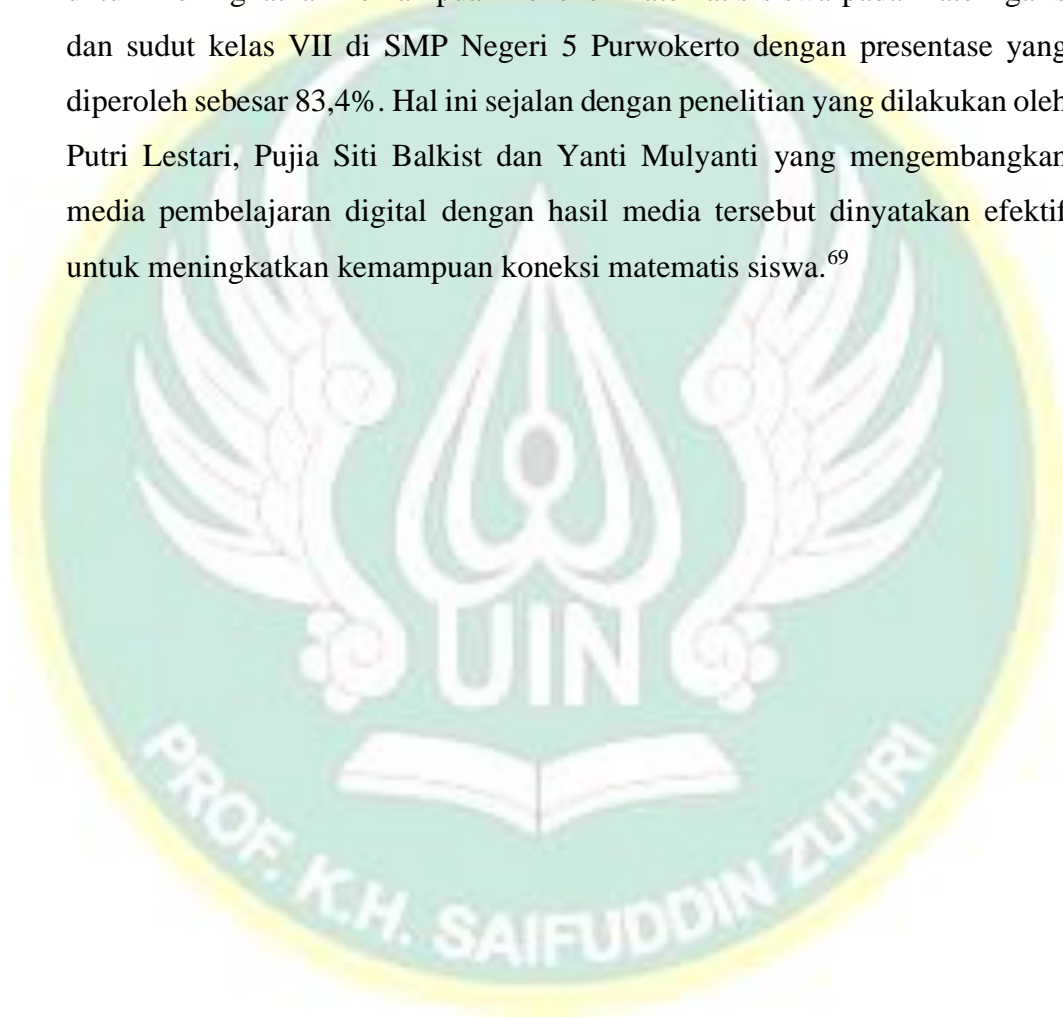 dan sudut kelas VII di SMP Negeri 5 Purwokerto dengan presentase yang
diperoleh sebesar 83,4%. Hal ini sejalan dengan penelitian yang dilakukan oleh
Putri Lestari, Pujia Siti Balkist dan Yanti Mulyanti yang mengembangkan
media pembelajaran digital dengan hasil media tersebut dinyatakan efektif
untuk meningkatkan kemampuan koneksi matematis siswa.69
UIN
PROF. K.H. SAIFUDDIN ZUHRI